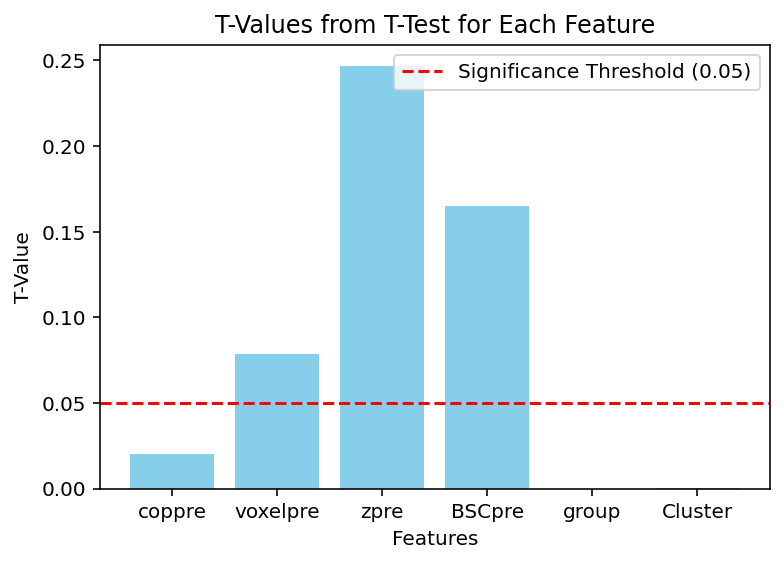 T-Values from T-Test for Each Feature
Significance Threshold (0.05)
0.25
0.20
0.15
0.10
0.05
0.00
T-Value
coppre voxelpre zpre BSCpre group Cluster
Features